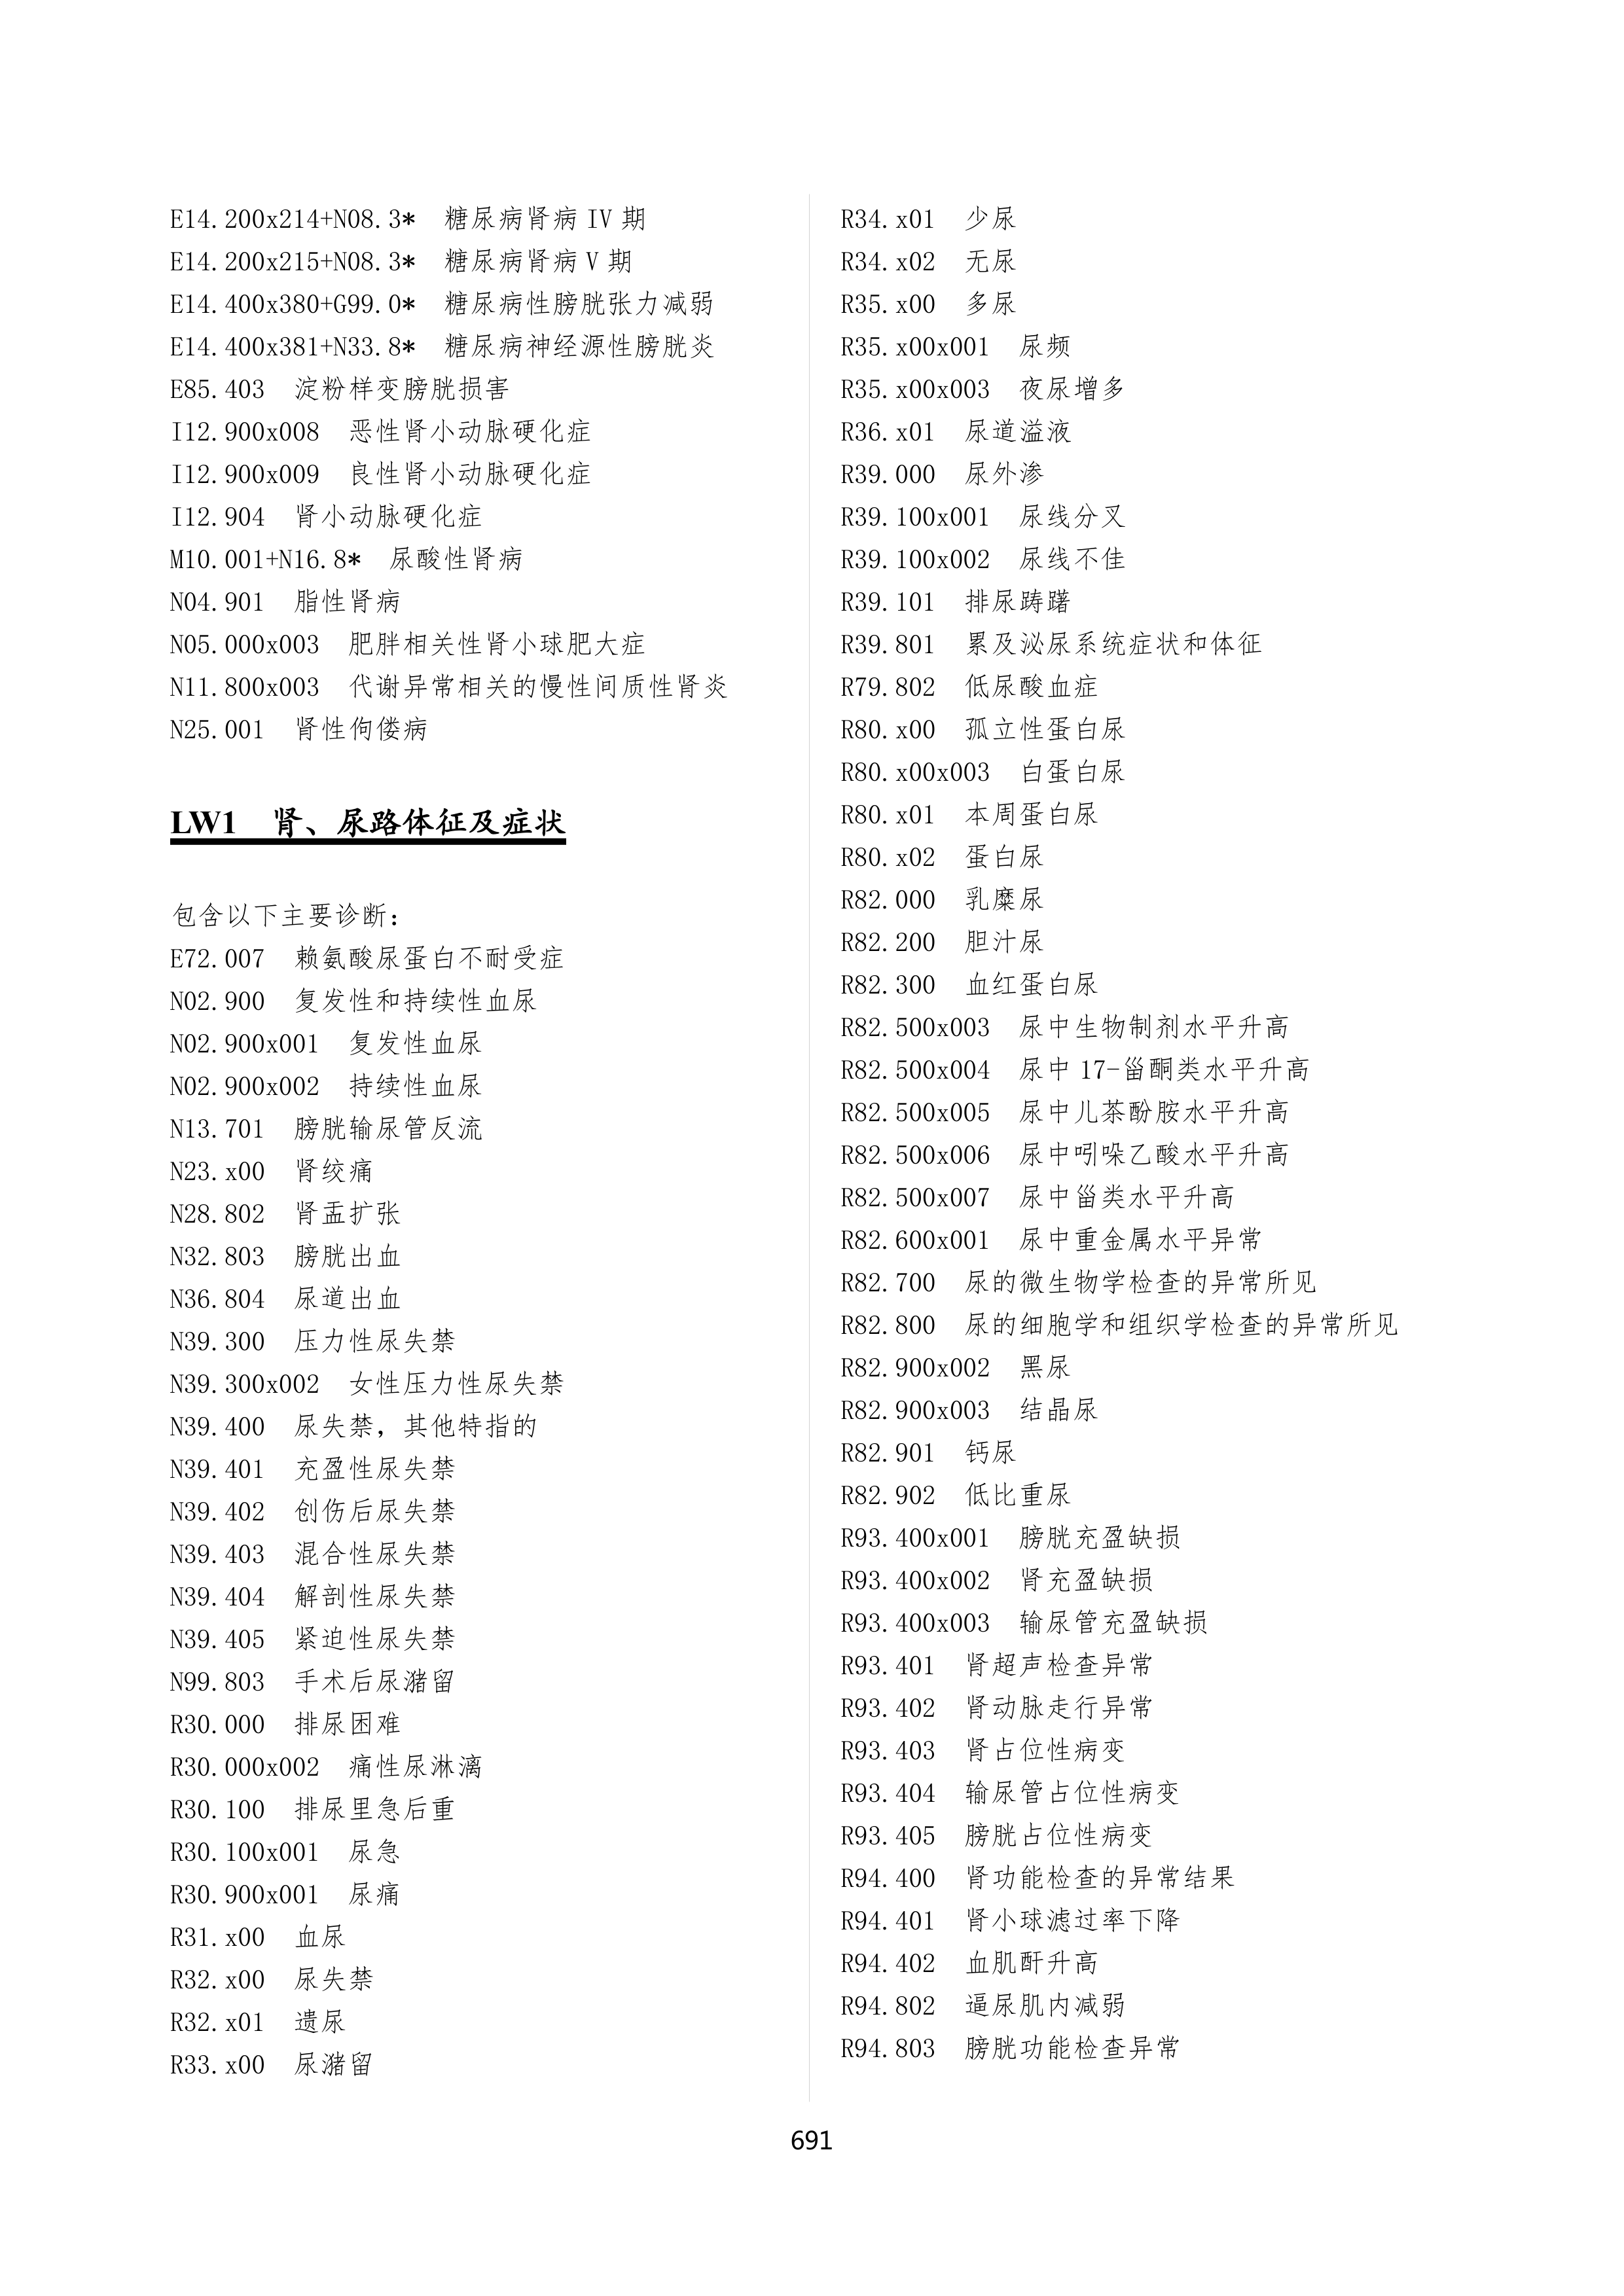 E14.200x214+N08.3*  糖尿病肾病 IV 期
E14.200x215+N08.3*  糖尿病肾病 V 期
E14.400x380+G99.0*  糖尿病性膀胱张力减弱
E14.400x381+N33.8*  糖尿病神经源性膀胱炎
E85.403  淀粉样变膀胱损害
I12.900x008  恶性肾小动脉硬化症
I12.900x009  良性肾小动脉硬化症
I12.904  肾小动脉硬化症
M10.001+N16.8*  尿酸性肾病
N04.901  脂性肾病
N05.000x003  肥胖相关性肾小球肥大症
N11.800x003  代谢异常相关的慢性间质性肾炎
N25.001  肾性佝偻病
LW1  肾、尿路体征及症状
包含以下主要诊断：
E72.007  赖氨酸尿蛋白不耐受症
N02.900  复发性和持续性血尿
N02.900x001  复发性血尿
N02.900x002  持续性血尿
N13.701  膀胱输尿管反流
N23.x00  肾绞痛
N28.802  肾盂扩张
N32.803  膀胱出血
N36.804  尿道出血
N39.300  压力性尿失禁
N39.300x002  女性压力性尿失禁
N39.400  尿失禁，其他特指的
N39.401  充盈性尿失禁
N39.402  创伤后尿失禁
N39.403  混合性尿失禁
N39.404  解剖性尿失禁
N39.405  紧迫性尿失禁
N99.803  手术后尿潴留
R30.000  排尿困难
R30.000x002  痛性尿淋漓
R30.100  排尿里急后重
R30.100x001  尿急
R30.900x001  尿痛
R31.x00  血尿
R32.x00  尿失禁
R32.x01  遗尿
R33.x00  尿潴留
R34.x01  少尿
R34.x02  无尿
R35.x00  多尿
R35.x00x001  尿频
R35.x00x003  夜尿增多
R36.x01  尿道溢液
R39.000  尿外渗
R39.100x001  尿线分叉
R39.100x002  尿线不佳
R39.101  排尿踌躇
R39.801  累及泌尿系统症状和体征
R79.802  低尿酸血症
R80.x00  孤立性蛋白尿
R80.x00x003  白蛋白尿
R80.x01  本周蛋白尿
R80.x02  蛋白尿
R82.000  乳糜尿
R82.200  胆汁尿
R82.300  血红蛋白尿
R82.500x003  尿中生物制剂水平升高
R82.500x004  尿中 17-甾酮类水平升高
R82.500x005  尿中儿茶酚胺水平升高
R82.500x006  尿中吲哚乙酸水平升高
R82.500x007  尿中甾类水平升高
R82.600x001  尿中重金属水平异常
R82.700  尿的微生物学检查的异常所见
R82.800  尿的细胞学和组织学检查的异常所见
R82.900x002  黑尿
R82.900x003  结晶尿
R82.901  钙尿
R82.902  低比重尿
R93.400x001  膀胱充盈缺损
R93.400x002  肾充盈缺损
R93.400x003  输尿管充盈缺损
R93.401  肾超声检查异常
R93.402  肾动脉走行异常
R93.403  肾占位性病变
R93.404  输尿管占位性病变
R93.405  膀胱占位性病变
R94.400  肾功能检查的异常结果
R94.401  肾小球滤过率下降
R94.402  血肌酐升高
R94.802  逼尿肌内减弱
R94.803  膀胱功能检查异常
691